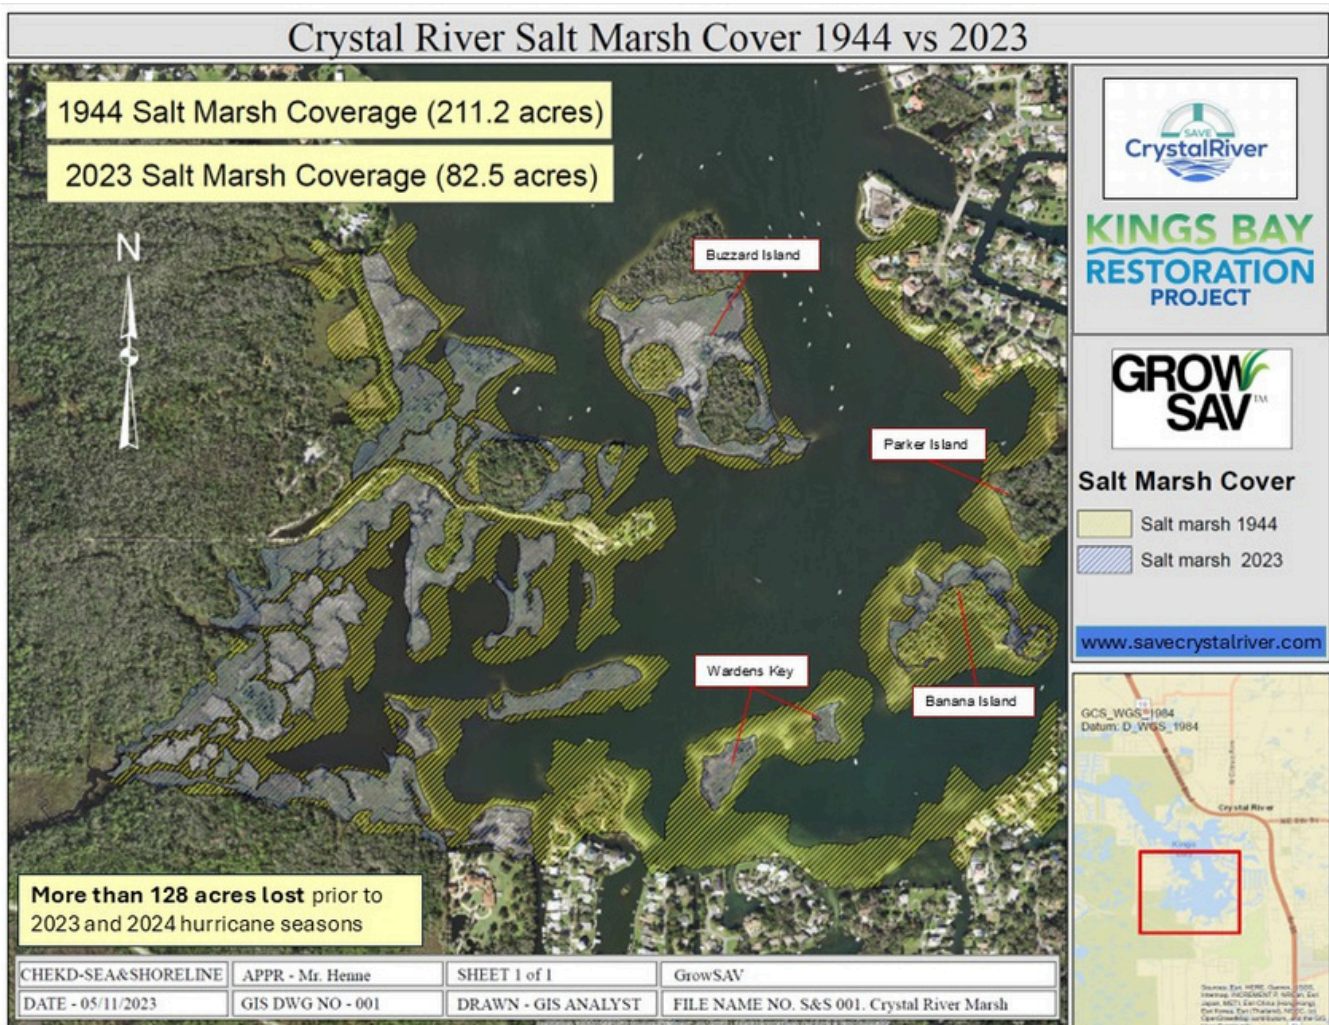 Crystal River Salt Marsh Cover 1944 vs 2023
1944 Salt Marsh Coverage (211.2 acres)
2023 Salt Marsh Coverage (82.5 acres)
N
Buzzard Island
Parker Island
Wardens Key
Banana Island
More than 128 acres lost prior to
2023 and 2024 hurricane seasons
SAVE
CrystalRiver
KINGS BAY
RESTORATION
PROJECT
GROW
SAV™
Salt Marsh Cover
Salt marsh 1944
Salt marsh 2023
www.savecrystalriver.com
GCS_WGS_1984
Datum: D_WGS_1984
19
Crystal River
Kings
Bay
CHEKD-SEA&SHORELINE
APPR - Mr. Henne
SHEET 1 of 1
GrowSAV
DATE - 05/11/2023
GIS DWG NO - 001
DRAWN - GIS ANALYST
FILE NAME NO. S&S 001. Crystal River Marsh